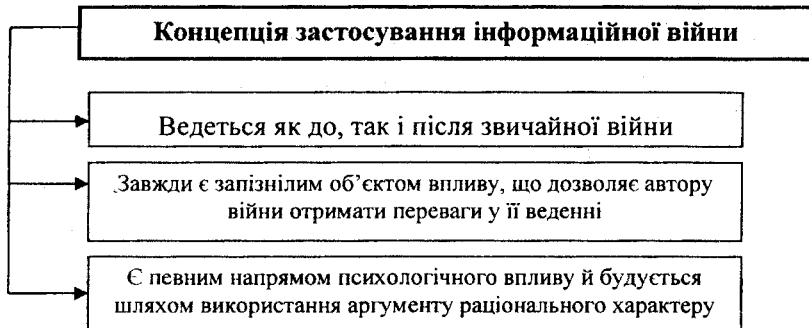 Концепція застосування інформаційної війни
Ведеться як до, так і після звичайної війни
Завжди є запізнілим об’єктом впливу, що дозволяє автору
війни отримати переваги у її веденні
Є певним напрямом психологічного впливу й будується
шляхом використання аргументу раціонального характеру